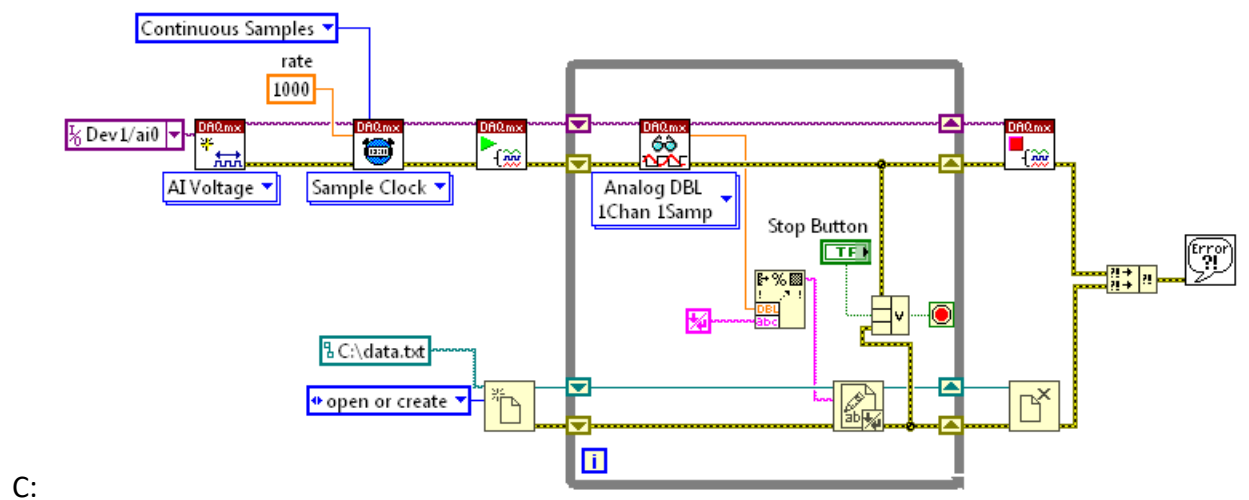 Continuous Samples
rate
1000
Dev1/ai0
DAQmx
DAQmx
DAQmx
DAQmx
DAQmx
AI Voltage
Sample Clock
Analog DBL
1Chan 1Samp
Stop Button
TF
%
DBL
abc
v
Error
?!
?!
?!
?!
C:\data.txt
open or create
ab
i
C: